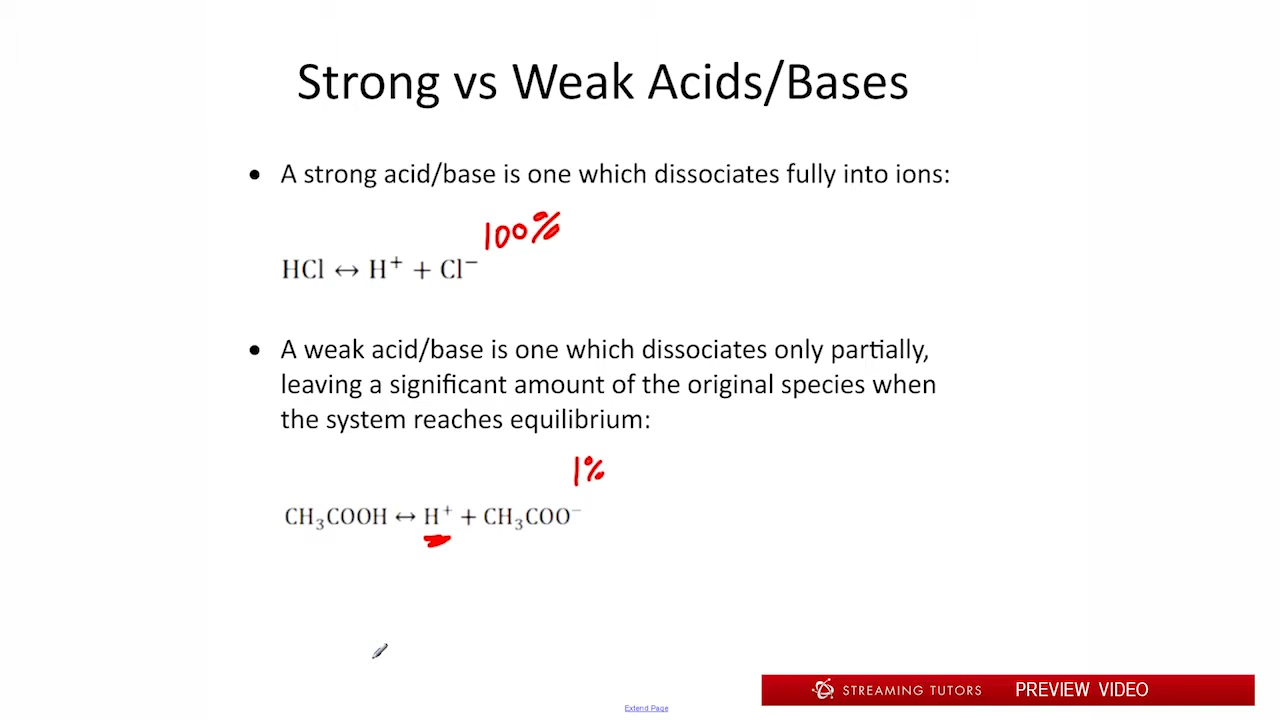 Strong vs Weak Acids/Bases
• A strong acid/base is one which dissociates fully into ions:
100%
HCl ↔ H⁺ + Cl⁻
• A weak acid/base is one which dissociates only partially,
leaving a significant amount of the original species when
the system reaches equilibrium:
1%
CH₃COOH ↔ H⁺ + CH₃COO⁻
STREAMING TUTORS PREVIEW VIDEO
Extend Page